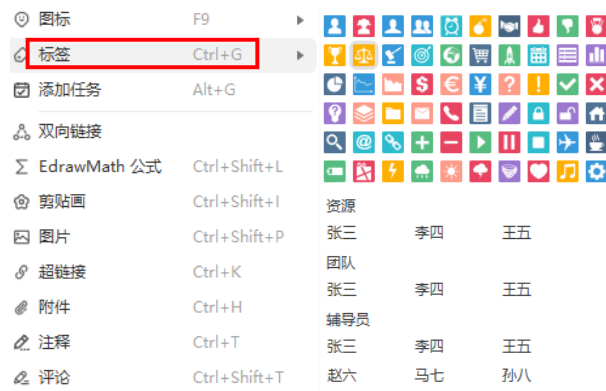 图标 F9
标签 Ctrl+G
添加任务 Alt+G
双向链接
EdrawMath 公式 Ctrl+Shift+L
剪贴画 Ctrl+Shift+I
图片 Ctrl+Shift+P
超链接 Ctrl+K
附件 Ctrl+H
注释 Ctrl+T
评论 Ctrl+Shift+T
资源
张三 李四 王五
团队
张三 李四 王五
辅导员
张三 李四 王五
赵六 马七 孙八